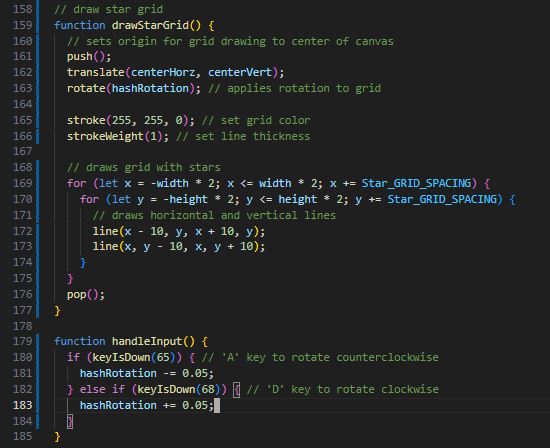 158 // draw star grid
159 function drawStarGrid() {
160   // sets origin for grid drawing to center of canvas
161   push();
162   translate(centerHorz, centerVert);
163   rotate(hashRotation); // applies rotation to grid
164
165   stroke(255, 255, 0); // set grid color
166   strokeWeight(1); // set line thickness
167
168   // draws grid with stars
169   for (let x = -width * 2; x <= width * 2; x += Star_GRID_SPACING) {
170     for (let y = -height * 2; y <= height * 2; y += Star_GRID_SPACING) {
171       // draws horizontal and vertical lines
172       line(x - 10, y, x + 10, y);
173       line(x, y - 10, x, y + 10);
174     }
175   }
176   pop();
177 }
178
179 function handleInput() {
180   if (keyIsDown(65)) { // 'A' key to rotate counterclockwise
181     hashRotation -= 0.05;
182   } else if (keyIsDown(68)) { // 'D' key to rotate clockwise
183     hashRotation += 0.05;
184   }
185 }